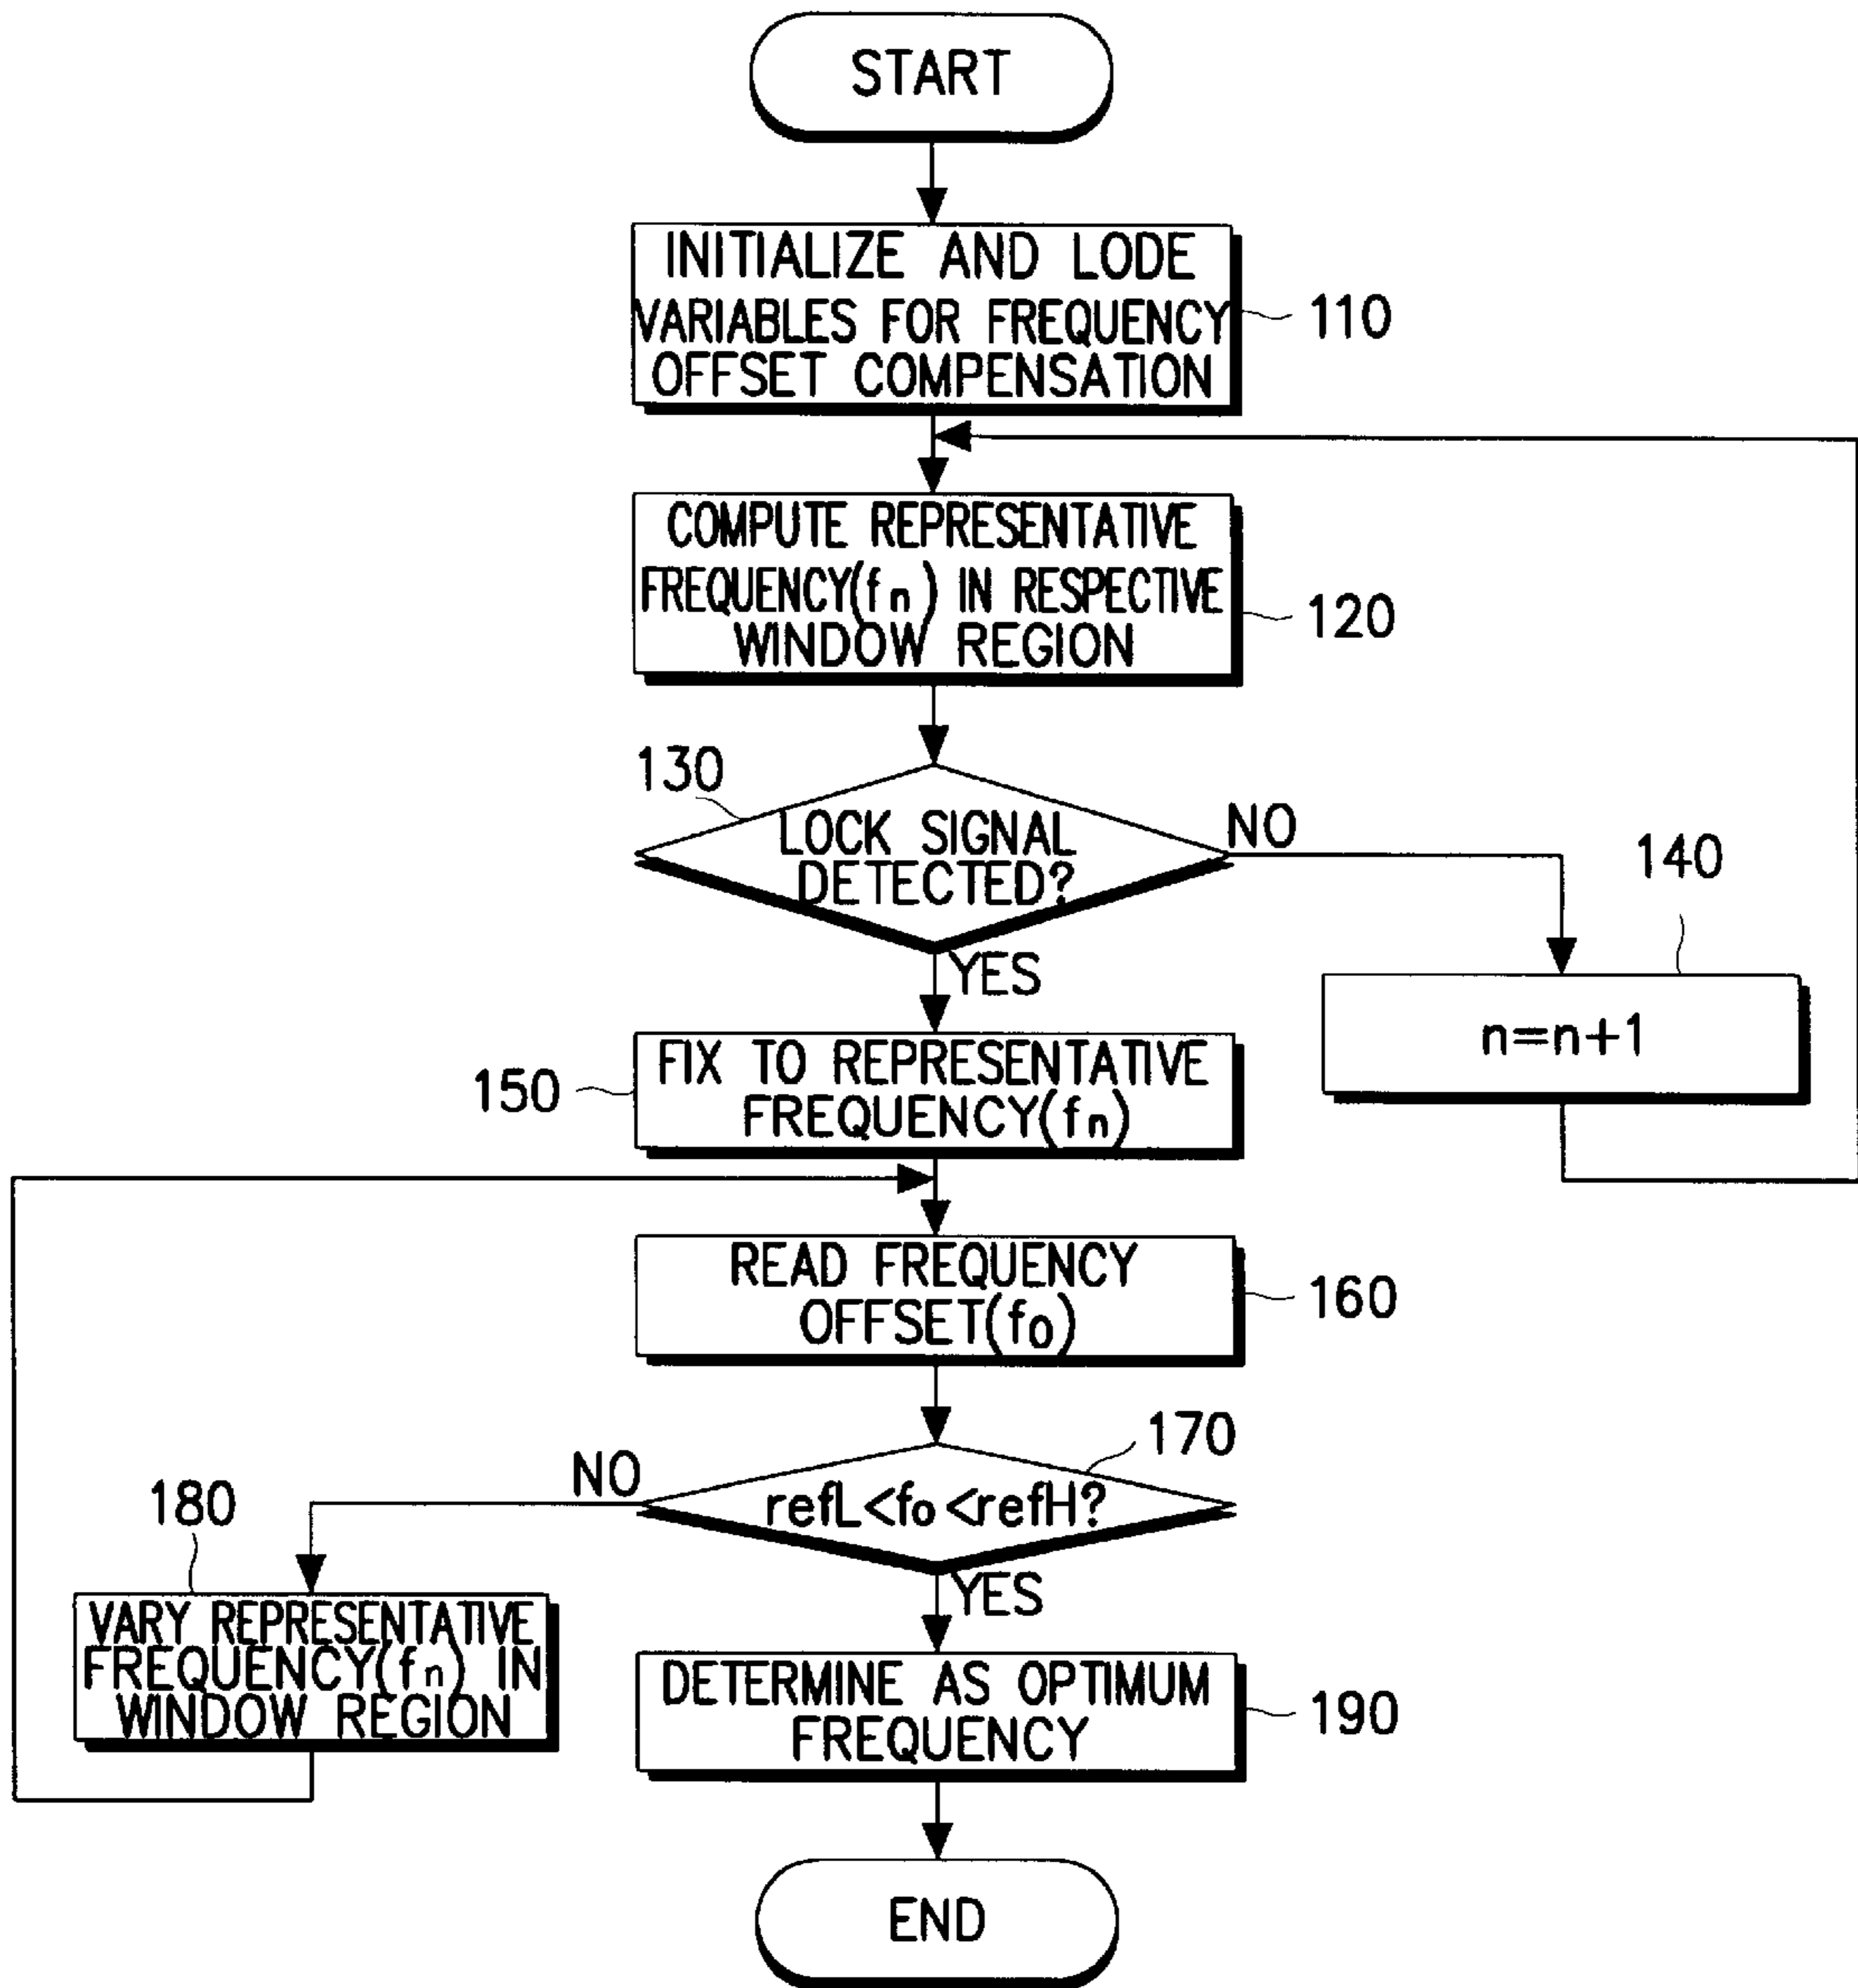 START
INITIALIZE AND LODE
VARIABLES FOR FREQUENCY
OFFSET COMPENSATION
110
COMPUTE REPRESENTATIVE
FREQUENCY(fn) IN RESPECTIVE
WINDOW REGION
120
130
LOCK SIGNAL
DETECTED?
NO
YES
140
n=n+1
150
FIX TO REPRESENTATIVE
FREQUENCY(fn)
READ FREQUENCY
OFFSET(fo)
160
170
refL<fo<refH?
NO
YES
180
VARY REPRESENTATIVE
FREQUENCY(fn) IN
WINDOW REGION
DETERMINE AS OPTIMUM
FREQUENCY
190
END